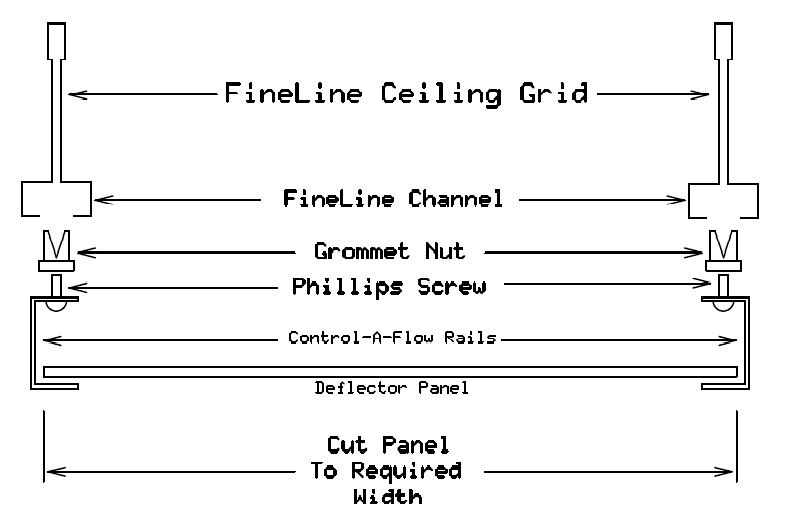 FineLine Ceiling Grid
FineLine Channel
Grommet Nut
Phillips Screw
Control-A-Flow Rails
Deflector Panel
Cut Panel
To Required
Width